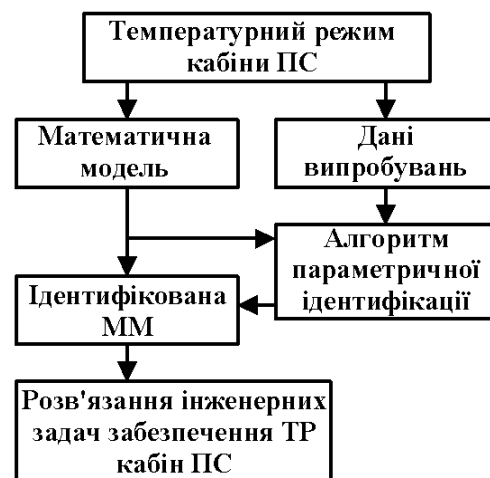 Температурний режим
кабіни ПС
Математична
модель
Дані
випробувань
Алгоритм
параметричної
ідентифікації
Ідентифікована
ММ
Розв'язання інженерних
задач забезпечення ТР
кабін ПС